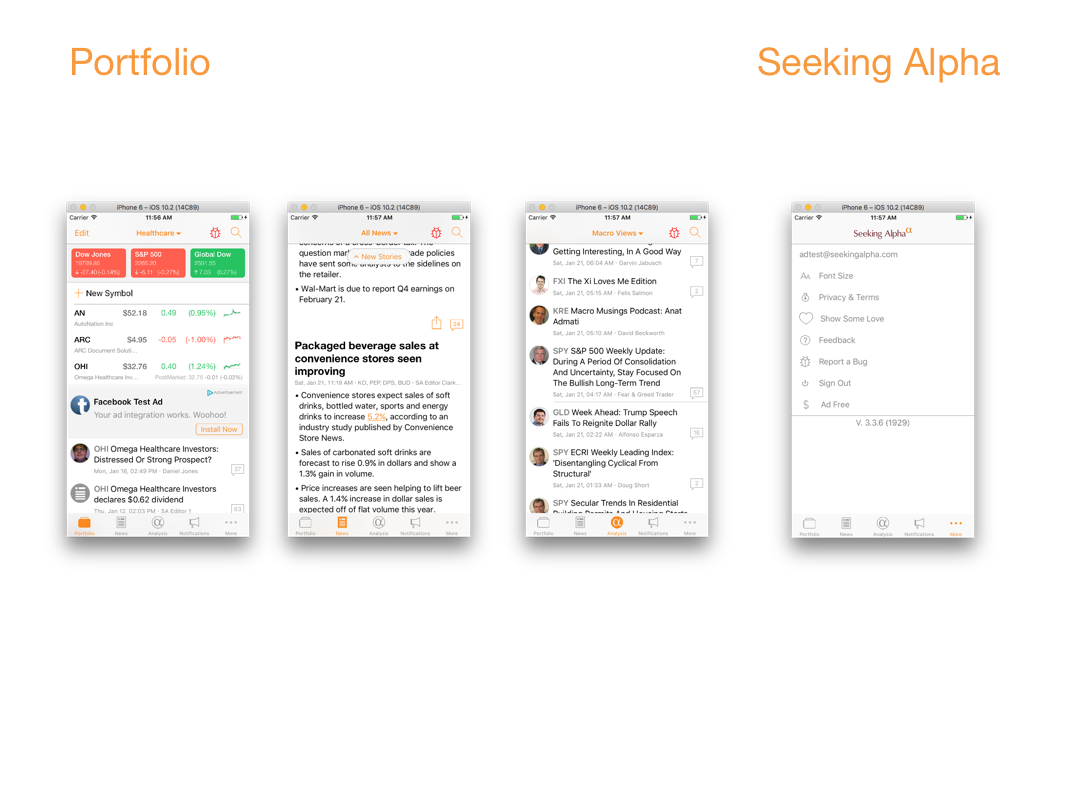 Portfolio
Seeking Alpha
iPhone 6 – iOS 10.2 (14C89)
Carrier
11:56 AM
Edit
Healthcare
Dow Jones
S&P 500
Global Dow
19799.85
2265.20
2591.55
-27.40(-0.14%)
-6.11 (-0.27%)
7.03 (0.27%)
New Symbol
AN $52.18 0.49 (0.95%)
AutoNation Inc
ARC $4.95 -0.05 (-1.00%)
ARC Document Soluti...
OHI $32.76 0.40 (1.24%)
Omega Healthcare Inv... PostMarket: 32.75 -0.01 (-0.03%)
Advertisement
Facebook Test Ad
Your ad integration works. Woohoo!
Install Now
OHI Omega Healthcare Investors:
Distressed Or Strong Prospect?
Mon, Jan 16, 02:49 PM · Daniel Jones
27
OHI Omega Healthcare Investors
declares $0.62 dividend
Thu, Jan 12, 02:03 PM · SA Editor 1
63
Portfolio News Analysis Notifications More
iPhone 6 – iOS 10.2 (14C89)
Carrier
11:57 AM
All News
New Stories
have sent some analysts to the sidelines on
the retailer.
• Wal-Mart is due to report Q4 earnings on
February 21.
24
Packaged beverage sales at
convenience stores seen
improving
Sat, Jan 21, 11:19 AM · KO, PEP, DPS, BUD · SA Editor Clark...
• Convenience stores expect sales of soft
drinks, bottled water, sports and energy
drinks to increase 5.2%, according to an
industry study published by Convenience
Store News.
• Sales of carbonated soft drinks are
forecast to rise 0.9% in dollars and show a
1.3% gain in volume.
• Price increases are seen helping to lift beer
sales. A 1.4% increase in dollar sales is
expected off of flat volume this year.
Portfolio News Analysis Notifications More
iPhone 6 – iOS 10.2 (14C89)
Carrier
11:57 AM
Macro Views
Getting Interesting, In A Good Way
Sat, Jan 21, 06:04 AM · Garvin Jabusch
7
FXI The Xi Loves Me Edition
Sat, Jan 21, 05:15 AM · Felix Salmon
2
KRE Macro Musings Podcast: Anat
Admati
Sat, Jan 21, 05:10 AM · David Beckworth
SPY S&P 500 Weekly Update:
During A Period Of Consolidation
And Uncertainty, Stay Focused On
The Bullish Long-Term Trend
Sat, Jan 21, 04:17 AM · Fear & Greed Trader
57
GLD Week Ahead: Trump Speech
Fails To Reignite Dollar Rally
Sat, Jan 21, 02:22 AM · Alfonso Esparza
16
SPY ECRI Weekly Leading Index:
'Disentangling Cyclical From
Structural'
Sat, Jan 21, 01:33 AM · Doug Short
2
SPY Secular Trends In Residential
Building Permits And Housing Starts
Portfolio News Analysis Notifications More
iPhone 6 – iOS 10.2 (14C89)
Carrier
11:57 AM
Seeking Alpha α
adtest@seekingalpha.com
AA Font Size
Privacy & Terms
Show Some Love
Feedback
Report a Bug
Sign Out
$ Ad Free
V. 3.3.6 (1929)
Portfolio News Analysis Notifications More